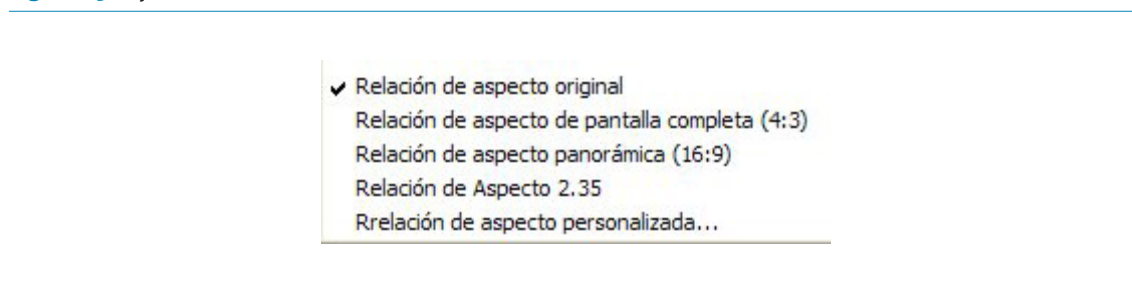 Relación de aspecto original
Relación de aspecto de pantalla completa (4:3)
Relación de aspecto panorámica (16:9)
Relación de Aspecto 2.35
Rrelación de aspecto personalizada...